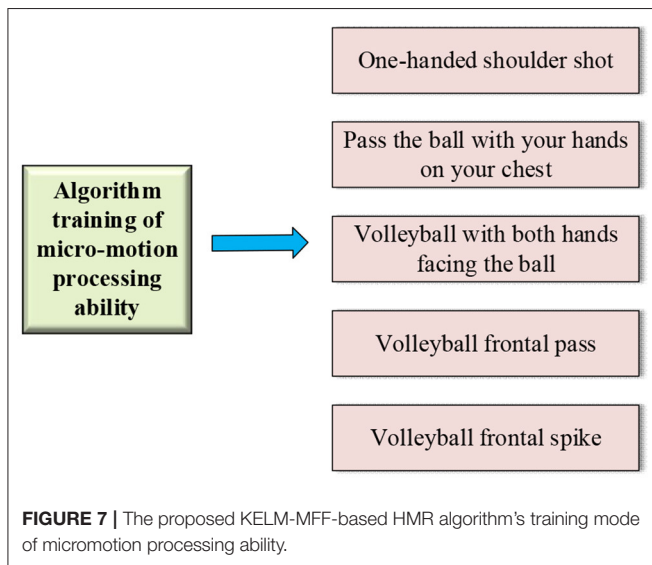 One-handed shoulder shot
Pass the ball with your hands
on your chest
Algorithm
training of
micro-motion
processing
ability
Volleyball with both hands
facing the ball
Volleyball frontal pass
Volleyball frontal spike
FIGURE 7 | The proposed KELM-MFF-based HMR algorithm's training mode
of micromotion processing ability.